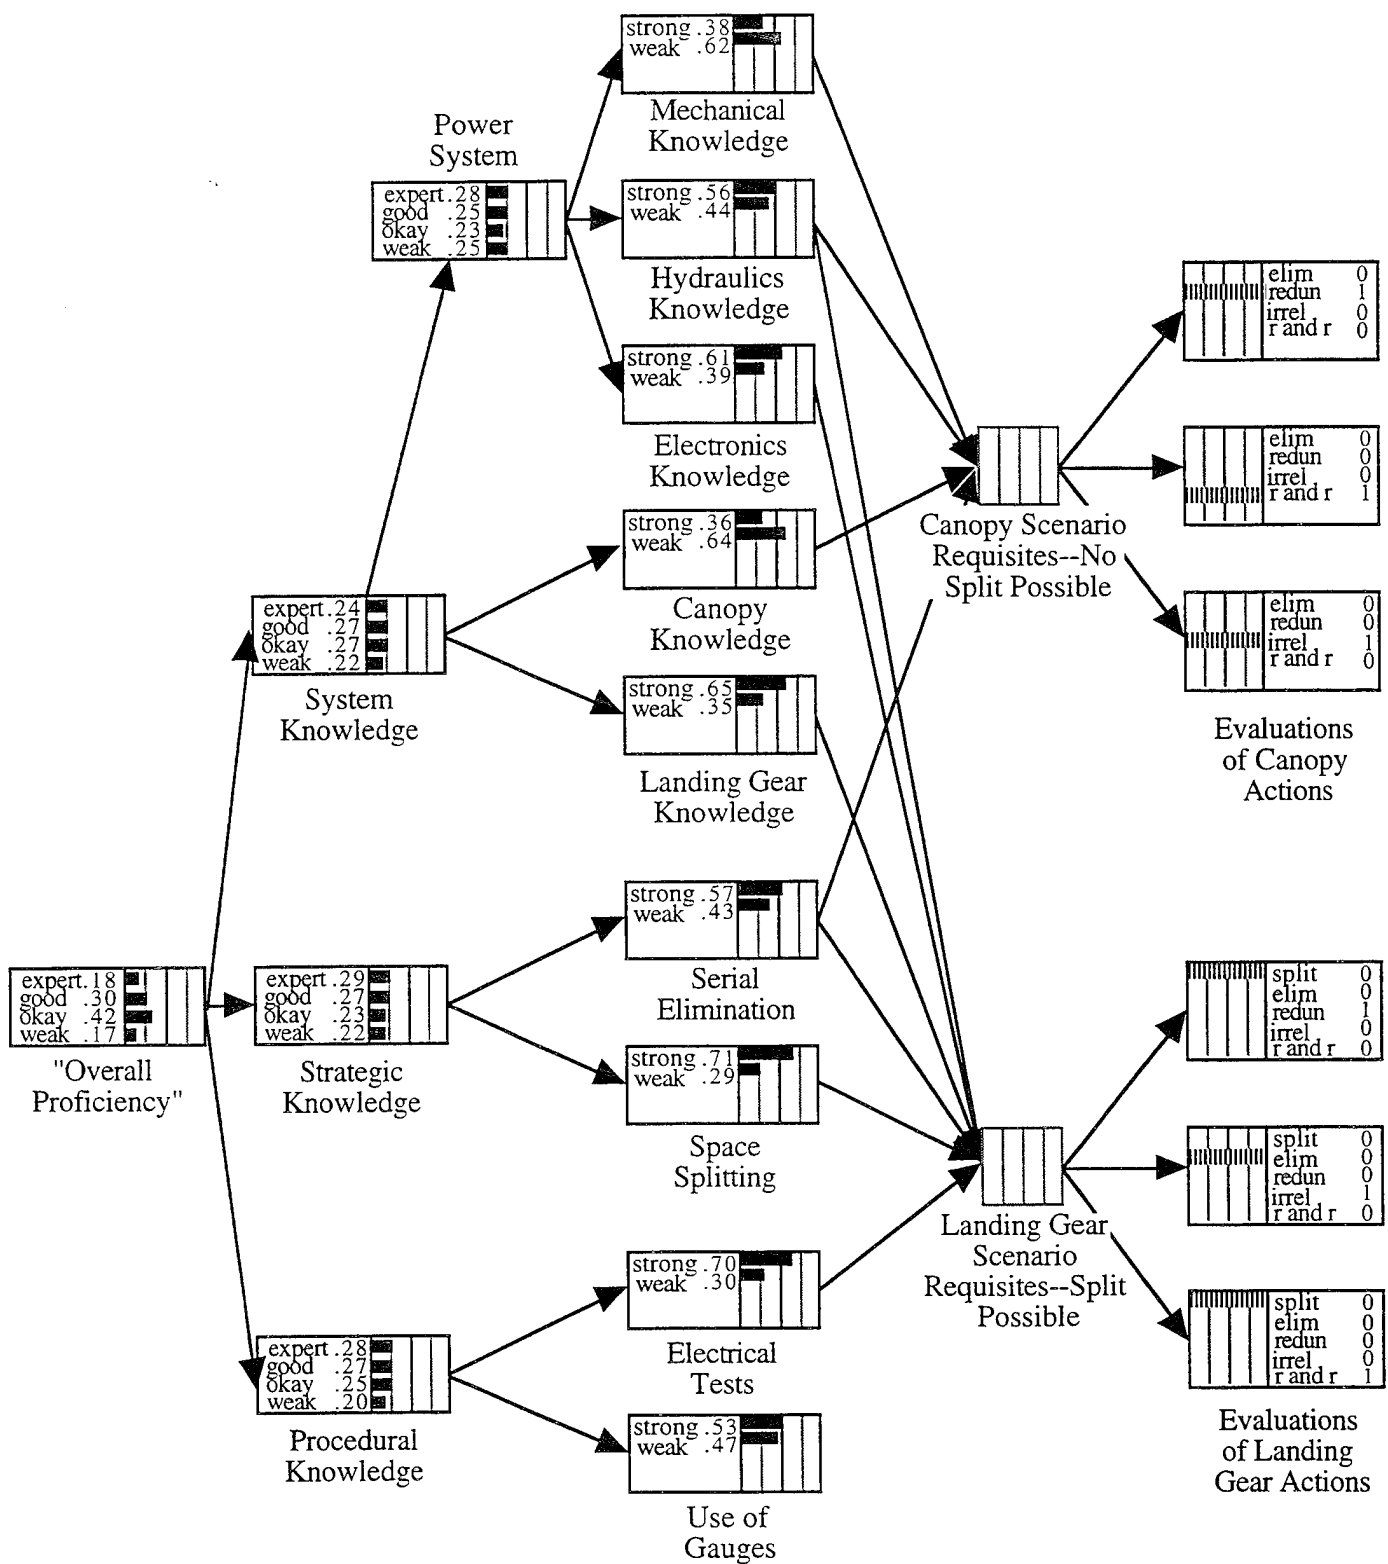 strong .38
weak .62
Mechanical
Knowledge
Power
System
expert .28
good .25
okay .23
weak .25
strong .56
weak .44
Hydraulics
Knowledge
strong .61
weak .39
Electronics
Knowledge
strong .36
weak .64
Canopy
Knowledge
expert .24
good .27
okay .27
weak .22
System
Knowledge
strong .65
weak .35
Landing Gear
Knowledge
strong .57
weak .43
Serial
Elimination
expert .18
good .30
okay .42
weak .17
"Overall
Proficiency"
expert .29
good .27
okay .23
weak .22
Strategic
Knowledge
strong .71
weak .29
Space
Splitting
strong .70
weak .30
Electrical
Tests
expert .28
good .27
okay .25
weak .20
Procedural
Knowledge
strong .53
weak .47
Use of
Gauges
Canopy Scenario
Requisites--No
Split Possible
Landing Gear
Scenario
Requisites--Split
Possible
elim 0
redun 1
irrel 0
r and r 0
elim 0
redun 0
irrel 0
r and r 1
elim 0
redun 0
irrel 1
r and r 0
Evaluations
of Canopy
Actions
split 0
elim 0
redun 1
irrel 0
r and r 0
split 0
elim 0
redun 0
irrel 1
r and r 0
split 0
elim 0
redun 0
irrel 0
r and r 1
Evaluations
of Landing
Gear Actions